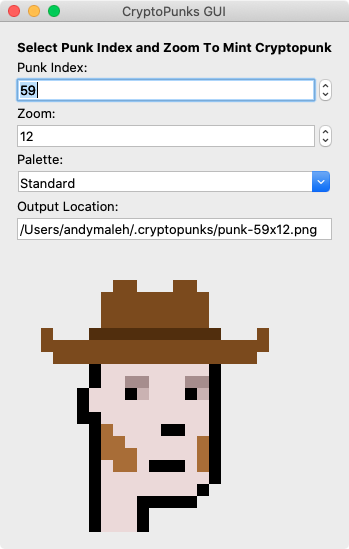 CryptoPunks GUI
Select Punk Index and Zoom To Mint Cryptopunk
Punk Index:
59
Zoom:
12
Palette:
Standard
Output Location:
/Users/andymaleh/.cryptopunks/punk-59x12.png